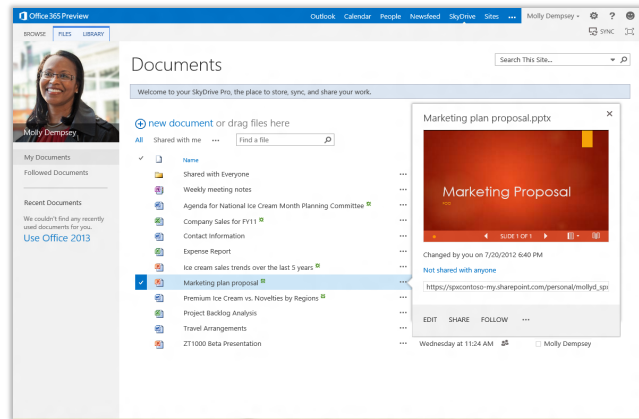 Office 365 Preview
Outlook Calendar People Newsfeed SkyDrive Sites ••• Molly Dempsey ?
BROWSE FILES LIBRARY
SYNC
Documents
Search This Site...
Welcome to your SkyDrive Pro, the place to store, sync, and share your work.
new document or drag files here
All Shared with me ••• Find a file
Name
Shared with Everyone •••
Weekly meeting notes •••
Agenda for National Ice Cream Month Planning Committee •••
Company Sales for FY11 •••
Contact Information •••
Expense Report •••
Ice cream sales trends over the last 5 years •••
Marketing plan proposal •••
Premium Ice Cream vs. Novelties by Regions •••
Project Backlog Analysis •••
Travel Arrangements •••
ZT1000 Beta Presentation ••• Wednesday at 11:24 AM Molly Dempsey
Molly Dempsey
My Documents
Followed Documents
Recent Documents
We couldn't find any recently
used documents for you.
Use Office 2013
Marketing plan proposal.pptx
Marketing Proposal
SLIDE 1 OF 1
Changed by you on 7/20/2012 6:40 PM
Not shared with anyone
https://spxcontoso-my.sharepoint.com/personal/mollyd_spx
EDIT SHARE FOLLOW •••